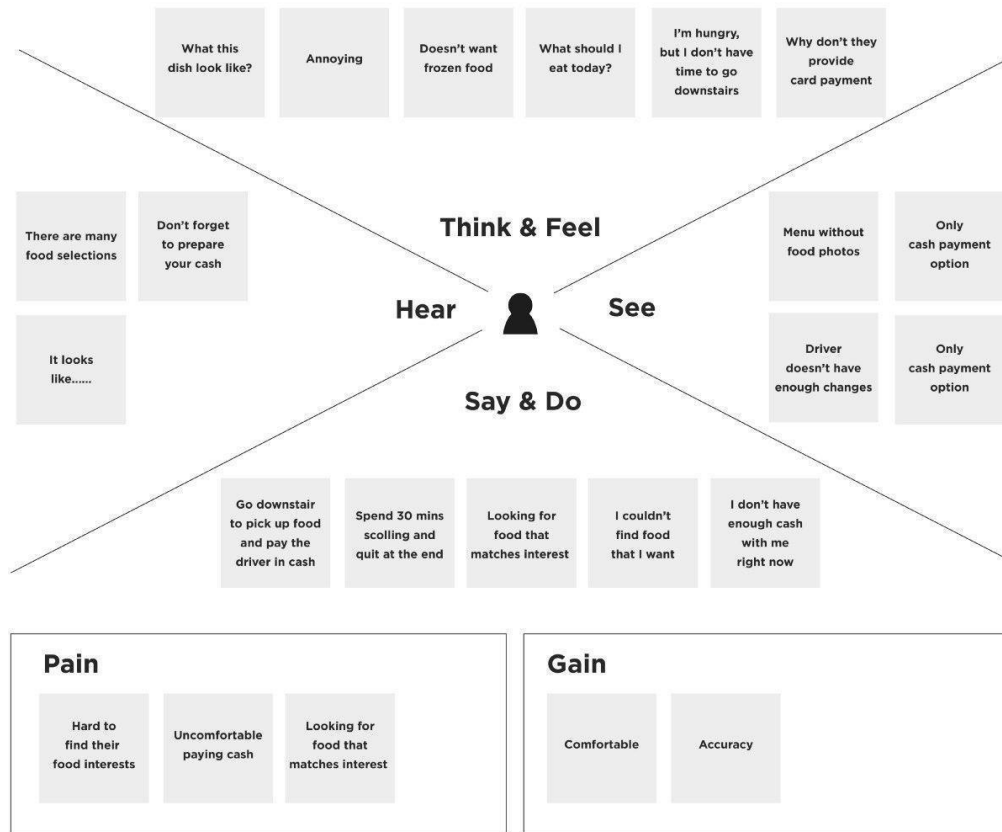 What this
dish look like?
Annoying
Doesn't want
frozen food
What should I
eat today?
I'm hungry,
but I don't have
time to go
downstairs
Why don't they
provide
card payment
Think & Feel
There are many
food selections
Don't forget
to prepare
your cash
It looks
like......
Hear
See
Menu without
food photos
Only
cash payment
option
Driver
doesn't have
enough changes
Only
cash payment
option
Say & Do
Go downstair
to pick up food
and pay the
driver in cash
Spend 30 mins
scolling and
quit at the end
Looking for
food that
matches interest
I couldn't
find food
that I want
I don't have
enough cash
with me
right now
Pain
Hard to
find their
food interests
Uncomfortable
paying cash
Looking for
food that
matches interest
Gain
Comfortable
Accuracy